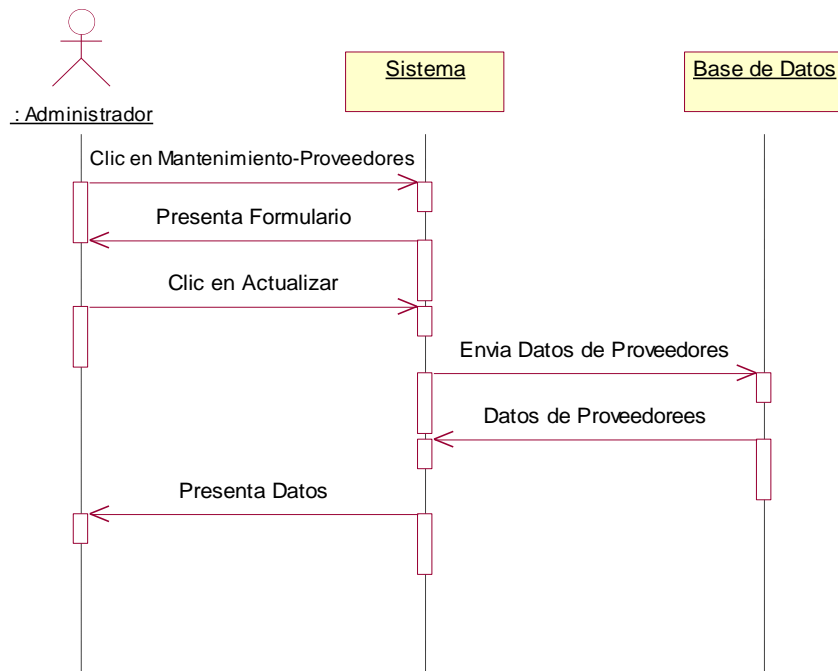 Sistema
Base de Datos
: Administrador
Clic en Mantenimiento-Proveedores
Presenta Formulario
Clic en Actualizar
Envia Datos de Proveedores
Datos de Proveedorees
Presenta Datos